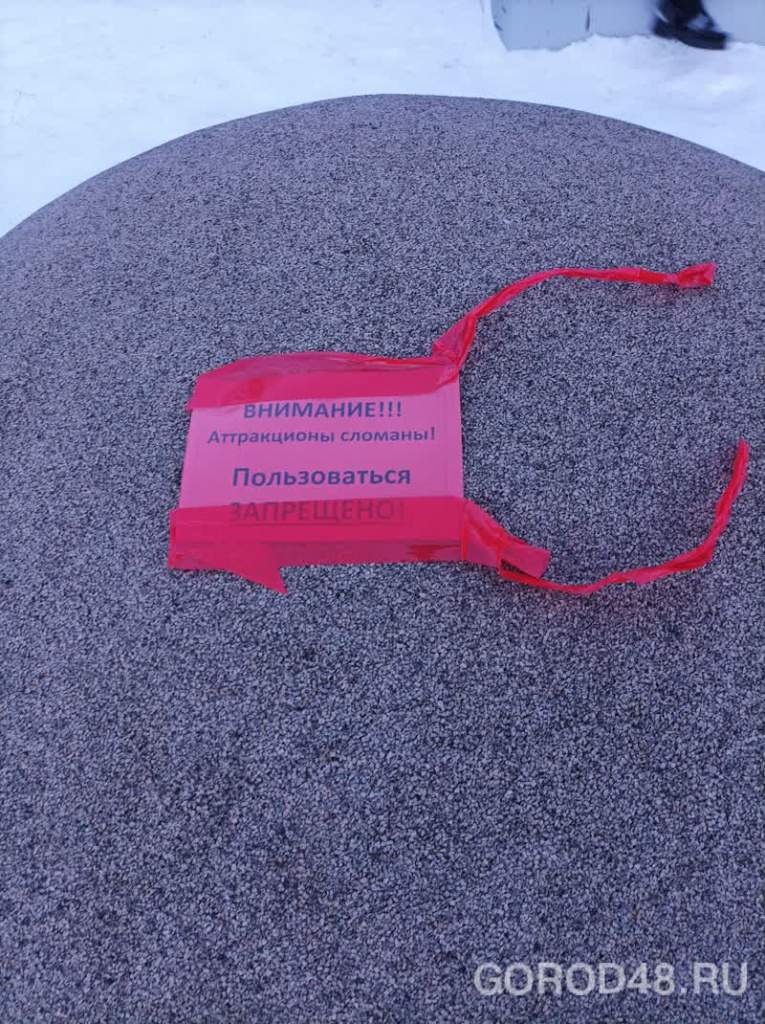 ВНИМАНИЕ!!!
Аттракционы сломаны!
Пользоваться
ЗАПРЕЩЕНО!
GOROD48.RU